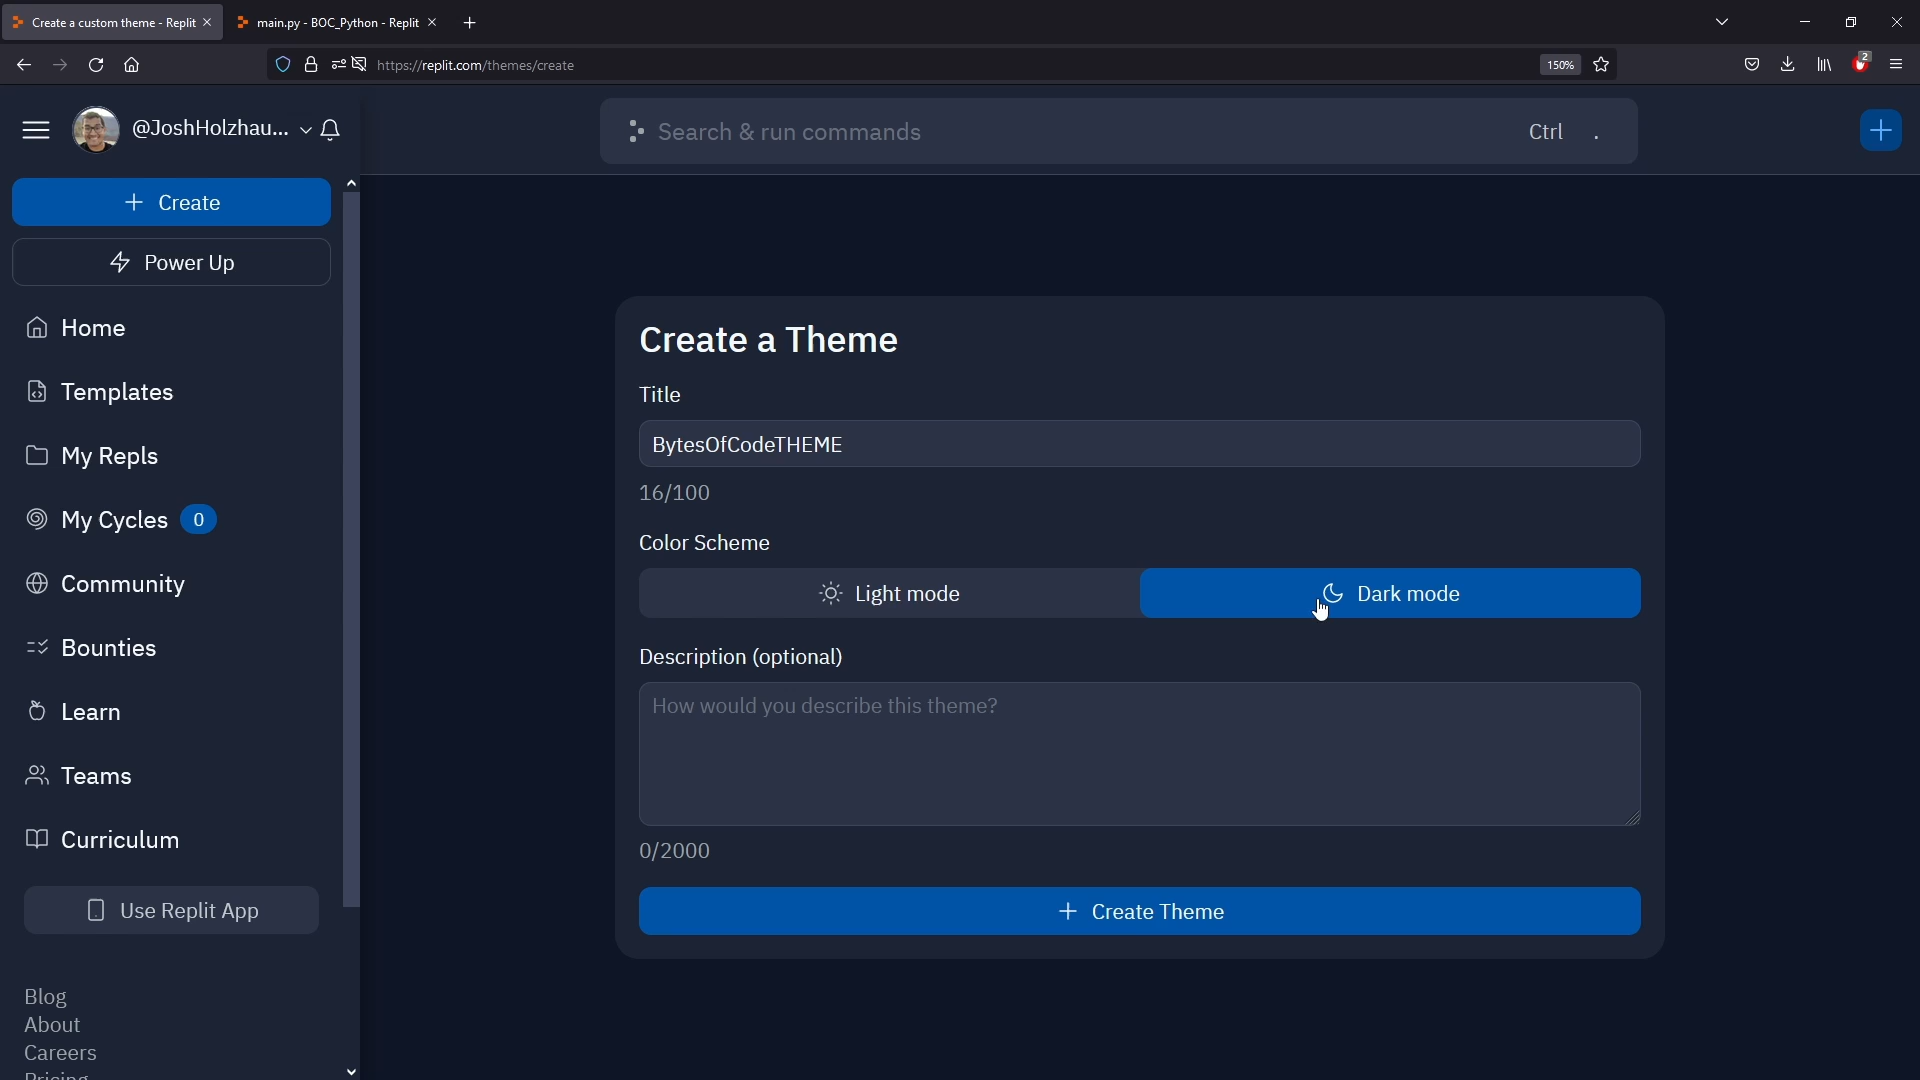 Create a custom theme - Replit
main.py - BOC_Python - Replit
https://replit.com/themes/create
150%
2
@JoshHolzhau...
Search & run commands
Ctrl .
Create
Power Up
Home
Templates
My Repls
My Cycles 0
Community
Bounties
Learn
Teams
Curriculum
Use Replit App
Blog
About
Careers
Pricing
Create a Theme
Title
BytesOfCodeTHEME
16/100
Color Scheme
Light mode
Dark mode
Description (optional)
How would you describe this theme?
0/2000
Create Theme